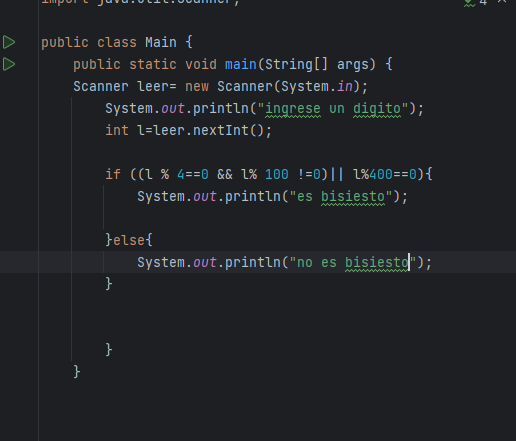 import java.util.Scanner;
4
public class Main {
public static void main(String[] args) {
Scanner leer= new Scanner(System.in);
System.out.println("ingrese un digito");
int l=leer.nextInt();
if ((l % 4==0 && l% 100 !=0)|| l%400==0){
System.out.println("es bisiesto");
}else{
System.out.println("no es bisiesto");
}
}
}